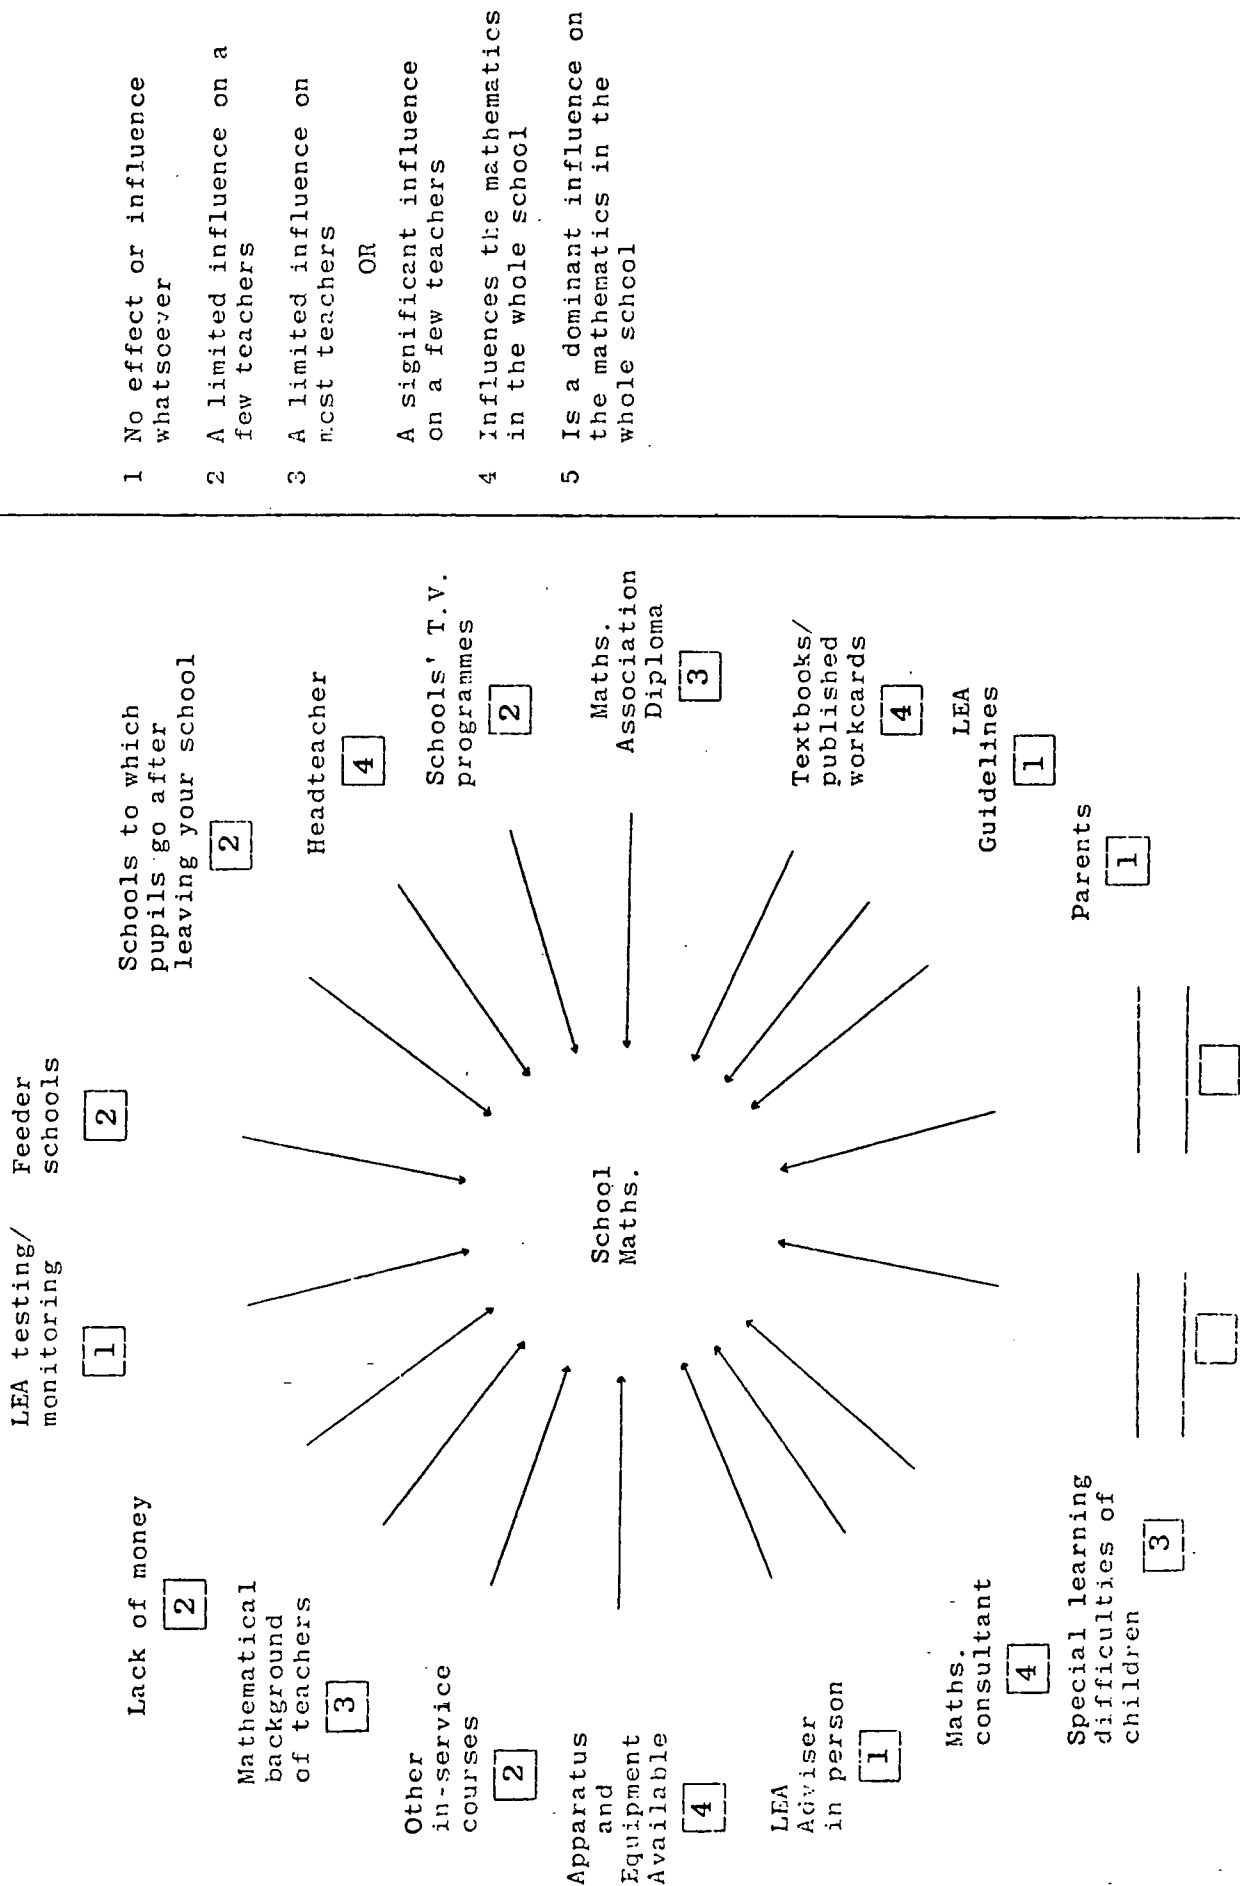 LEA testing/
monitoring
1
Feeder
schools
2
Schools to which
pupils go after
leaving your school
2
Headteacher
4
Schools' T.V.
programmes
2
Maths.
Association
Diploma
3
Textbooks/
published
workcards
4
LEA
Guidelines
1
Parents
1
Lack of money
2
Mathematical
background
of teachers
3
Other
in-service
courses
2
Apparatus
and
Equipment
Available
4
LEA
Adviser
in person
1
Maths.
consultant
4
Special learning
difficulties of
children
3
School
Maths.
1 No effect or influence
whatsoever
2 A limited influence on a
few teachers
3 A limited influence on
most teachers
OR
A significant influence
on a few teachers
4 Influences the mathematics
in the whole school
5 Is a dominant influence on
the mathematics in the
whole school